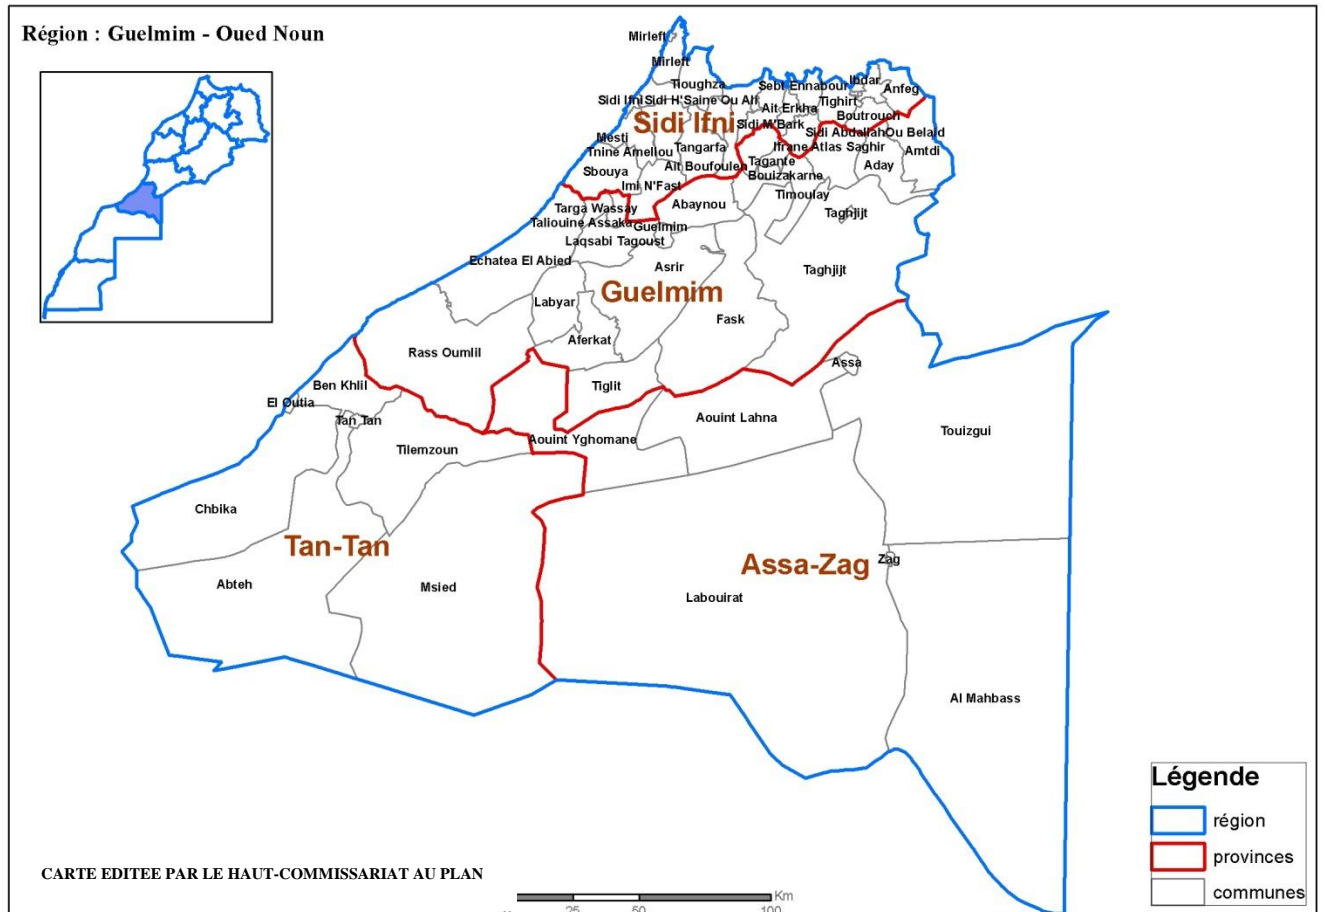 Région : Guelmim - Oued Noun
Mirleft
Mirleft
Tioughza
Sebt Ennabour
Ibdar
Anfeg
Sidi Ifni
Sidi H'Saine Ou Ali
Ait Erkha
Tighirt
Boutrouch
Sidi Ifni
Sidi M'Bark
Sidi Abdallah Ou Belaid
Mesti
Tnine Amellou
Tangarfa
Ifrane Atlas Saghir
Amtdi
Sbouya
Ait Boufoulen
Tagante
Aday
Bouizakarne
Imi N'Fast
Timoulay
Targa Wassay
Abaynou
Taghjijt
Taliouine Assaka
Guelmim
Laqsabi Tagoust
Echatea El Abied
Asrir
Taghjijt
Guelmim
Labyar
Fask
Aferkat
Rass Oumlil
Assa
Ben Khlil
Tiglit
El Outia
Tan Tan
Aouint Lahna
Touizgui
Aouint Yghomane
Tilemzoun
Chbika
Tan-Tan
Assa-Zag
Zag
Abteh
Msied
Labouirat
Al Mahbass
Légende
région
provinces
communes
CARTE EDITEE PAR LE HAUT-COMMISSARIAT AU PLAN
Km
25 50 100